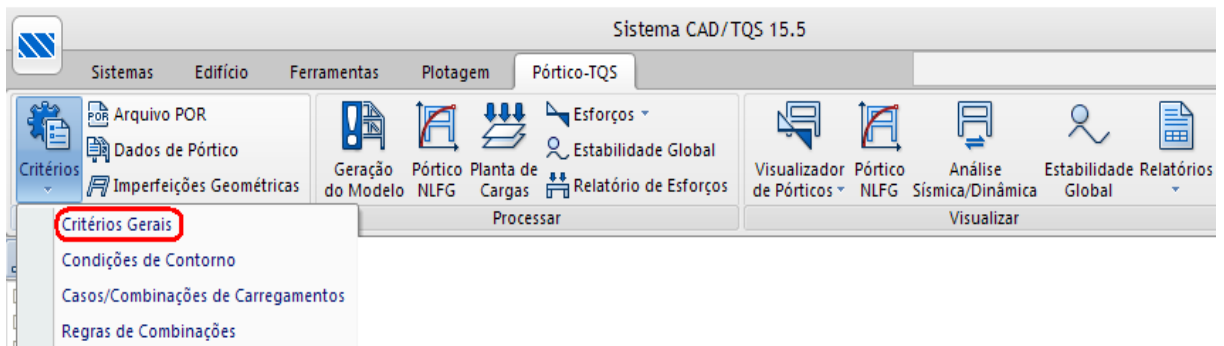 Sistema CAD/TQS 15.5
Sistemas Edifício Ferramentas Plotagem Pórtico-TQS
Critérios
POR Arquivo POR
Dados de Pórtico
Imperfeições Geométricas
Geração do Modelo
Pórtico NLFG
Planta de Cargas
Esforços
Estabilidade Global
Relatório de Esforços
Visualizador de Pórticos
Pórtico NLFG
Análise Sísmica/Dinâmica
Estabilidade Global
Relatórios
Processar
Visualizar
Critérios Gerais
Condições de Contorno
Casos/Combinações de Carregamentos
Regras de Combinações